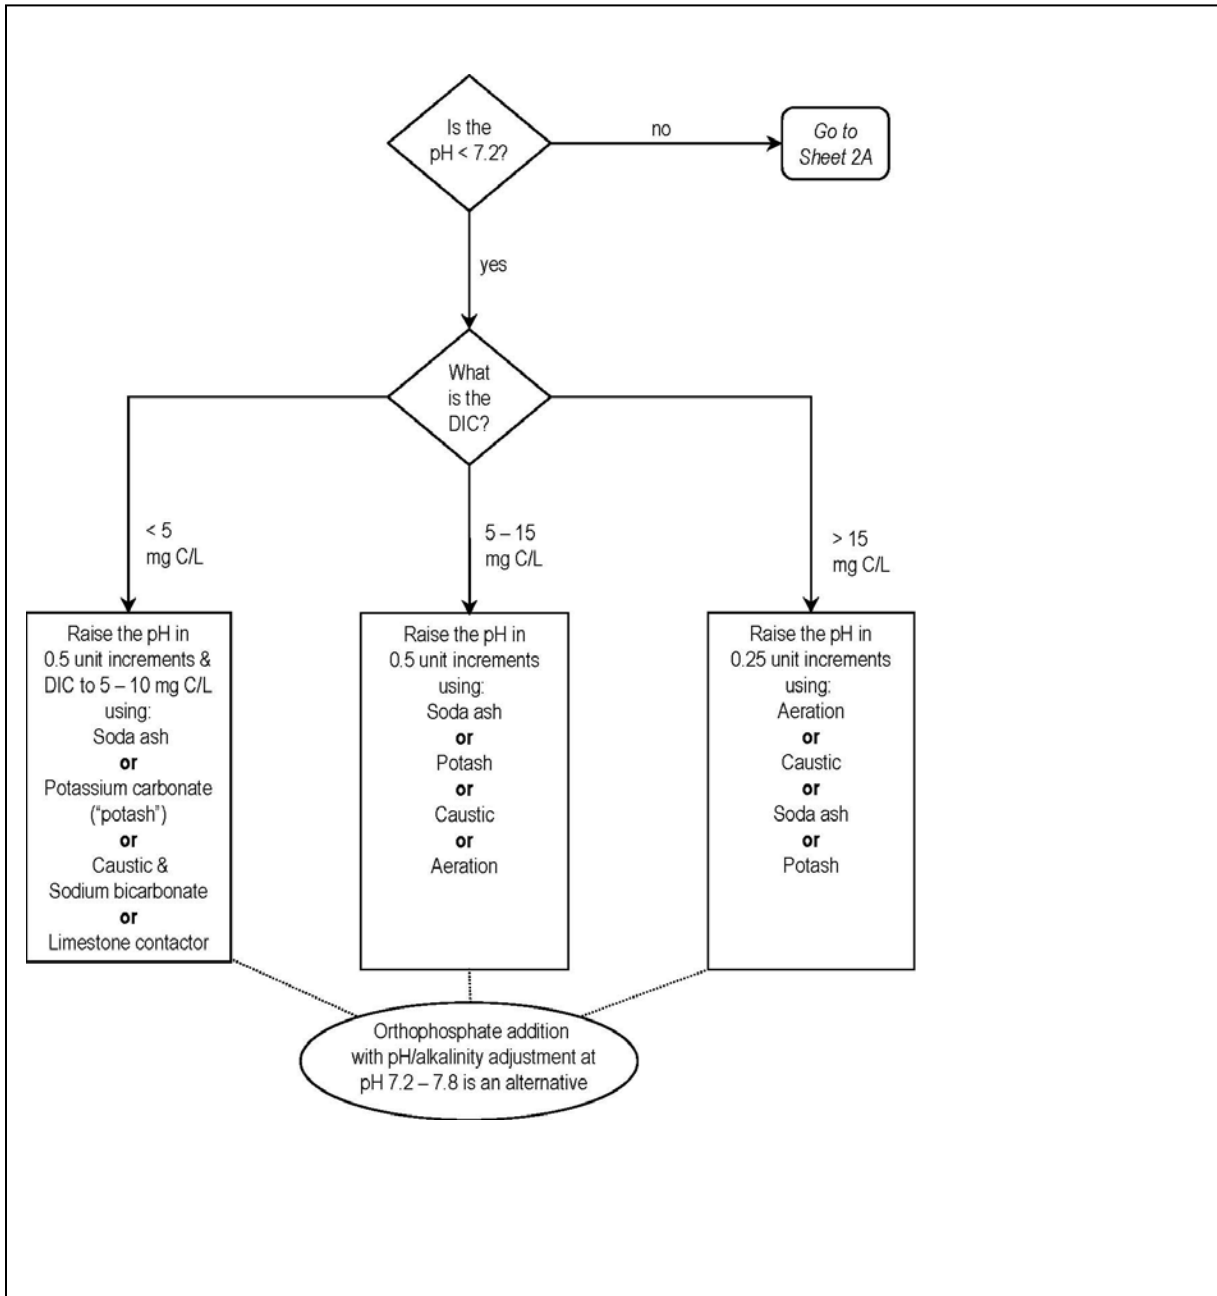 Is the
pH < 7.2?
no
Go to
Sheet 2A
yes
What
is the
DIC?
< 5
mg C/L
5 – 15
mg C/L
> 15
mg C/L
Raise the pH in
0.5 unit increments &
DIC to 5 – 10 mg C/L
using:
Soda ash
or
Potassium carbonate
("potash")
or
Caustic &
Sodium bicarbonate
or
Limestone contactor
Raise the pH in
0.5 unit increments
using:
Soda ash
or
Potash
or
Caustic
or
Aeration
Raise the pH in
0.25 unit increments
using:
Aeration
or
Caustic
or
Soda ash
or
Potash
Orthophosphate addition
with pH/alkalinity adjustment at
pH 7.2 – 7.8 is an alternative